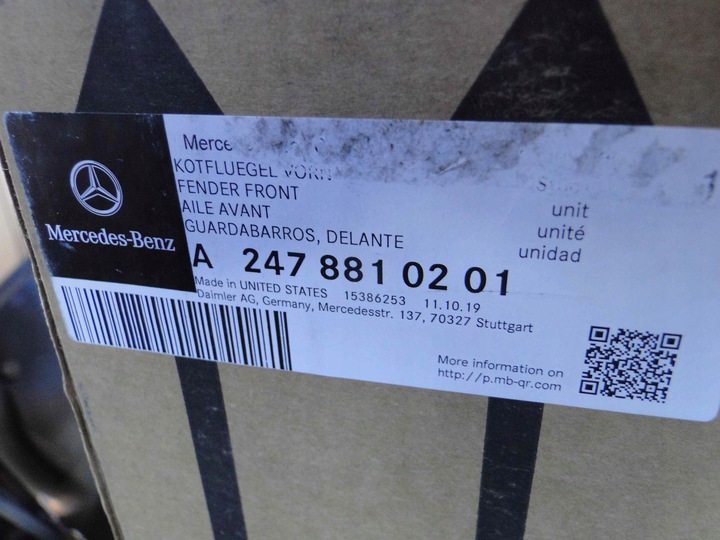 Mercedes-Benz
KOTFLUEGEL VORN
FENDER FRONT
AILE AVANT
unit
GUARDABARROS, DELANTE
unité
unidad
A 247 881 02 01
Made in UNITED STATES 15386253 11.10.19
Daimler AG, Germany, Mercedesstr. 137, 70327 Stuttgart
More information on
http://p.mb-qr.com